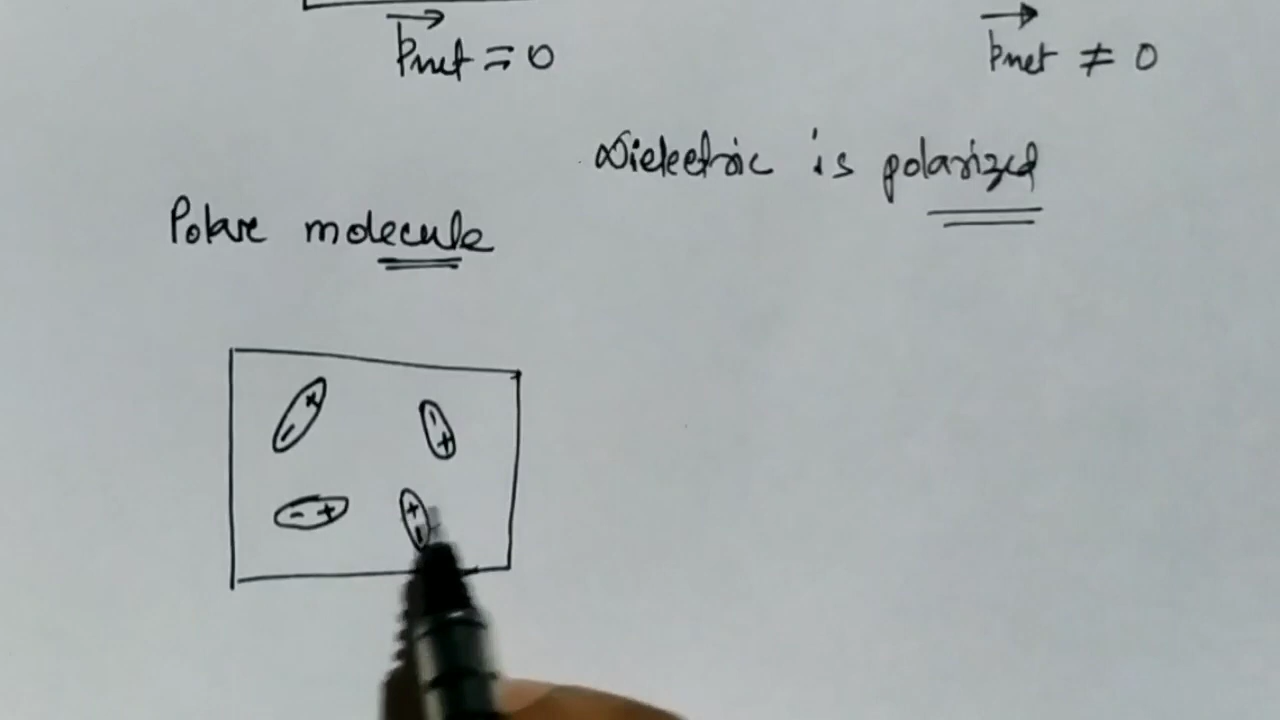 → Pnet = 0
→ Pnet ≠ 0
Dielectric is polarized
Polar molecule
+ - - +
- +
- + +
-